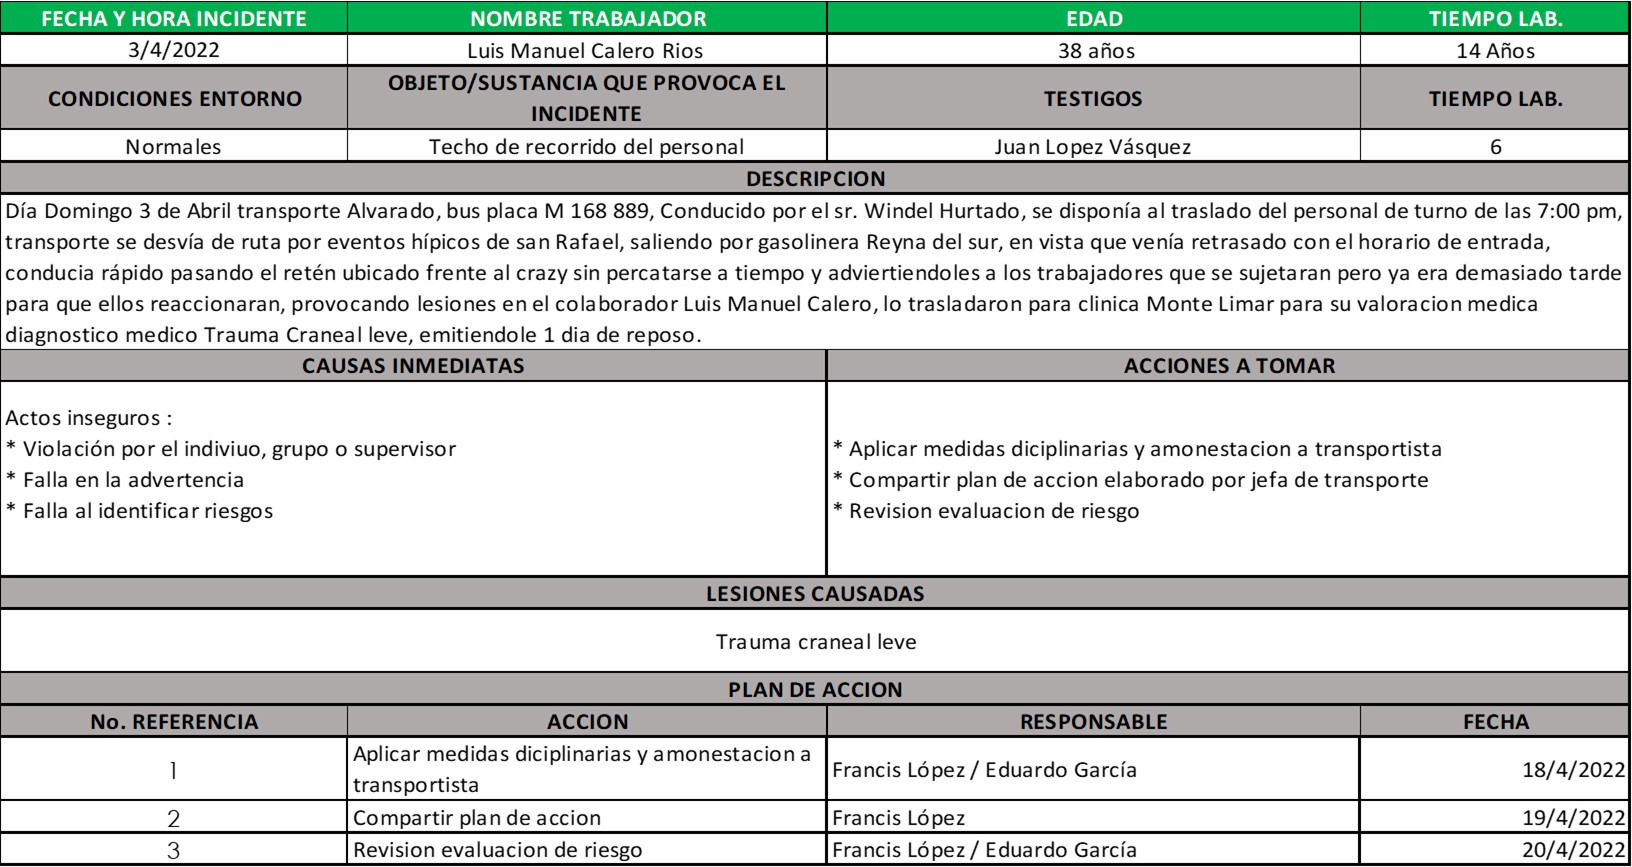 FECHA Y HORA INCIDENTE NOMBRE TRABAJADOR EDAD TIEMPO LAB.
3/4/2022 Luis Manuel Calero Rios 38 años 14 Años
CONDICIONES ENTORNO OBJETO/SUSTANCIA QUE PROVOCA EL INCIDENTE TESTIGOS TIEMPO LAB.
Normales Techo de recorrido del personal Juan Lopez Vásquez 6
DESCRIPCION
Día Domingo 3 de Abril transporte Alvarado, bus placa M 168 889, Conducido por el sr. Windel Hurtado, se disponía al traslado del personal de turno de las 7:00 pm,
transporte se desvía de ruta por eventos hípicos de san Rafael, saliendo por gasolinera Reyna del sur, en vista que venía retrasado con el horario de entrada,
conducia rápido pasando el retén ubicado frente al crazy sin percatarse a tiempo y adviertiendoles a los trabajadores que se sujetaran pero ya era demasiado tarde
para que ellos reaccionaran, provocando lesiones en el colaborador Luis Manuel Calero, lo trasladaron para clinica Monte Limar para su valoracion medica
diagnostico medico Trauma Craneal leve, emitiendole 1 dia de reposo.
CAUSAS INMEDIATAS ACCIONES A TOMAR
Actos inseguros :
* Violación por el indiviuo, grupo o supervisor
* Falla en la advertencia
* Falla al identificar riesgos
* Aplicar medidas diciplinarias y amonestacion a transportista
* Compartir plan de accion elaborado por jefa de transporte
* Revision evaluacion de riesgo
LESIONES CAUSADAS
Trauma craneal leve
PLAN DE ACCION
No. REFERENCIA ACCION RESPONSABLE FECHA
1 Aplicar medidas diciplinarias y amonestacion a transportista Francis López / Eduardo García 18/4/2022
2 Compartir plan de accion Francis López 19/4/2022
3 Revision evaluacion de riesgo Francis López / Eduardo García 20/4/2022